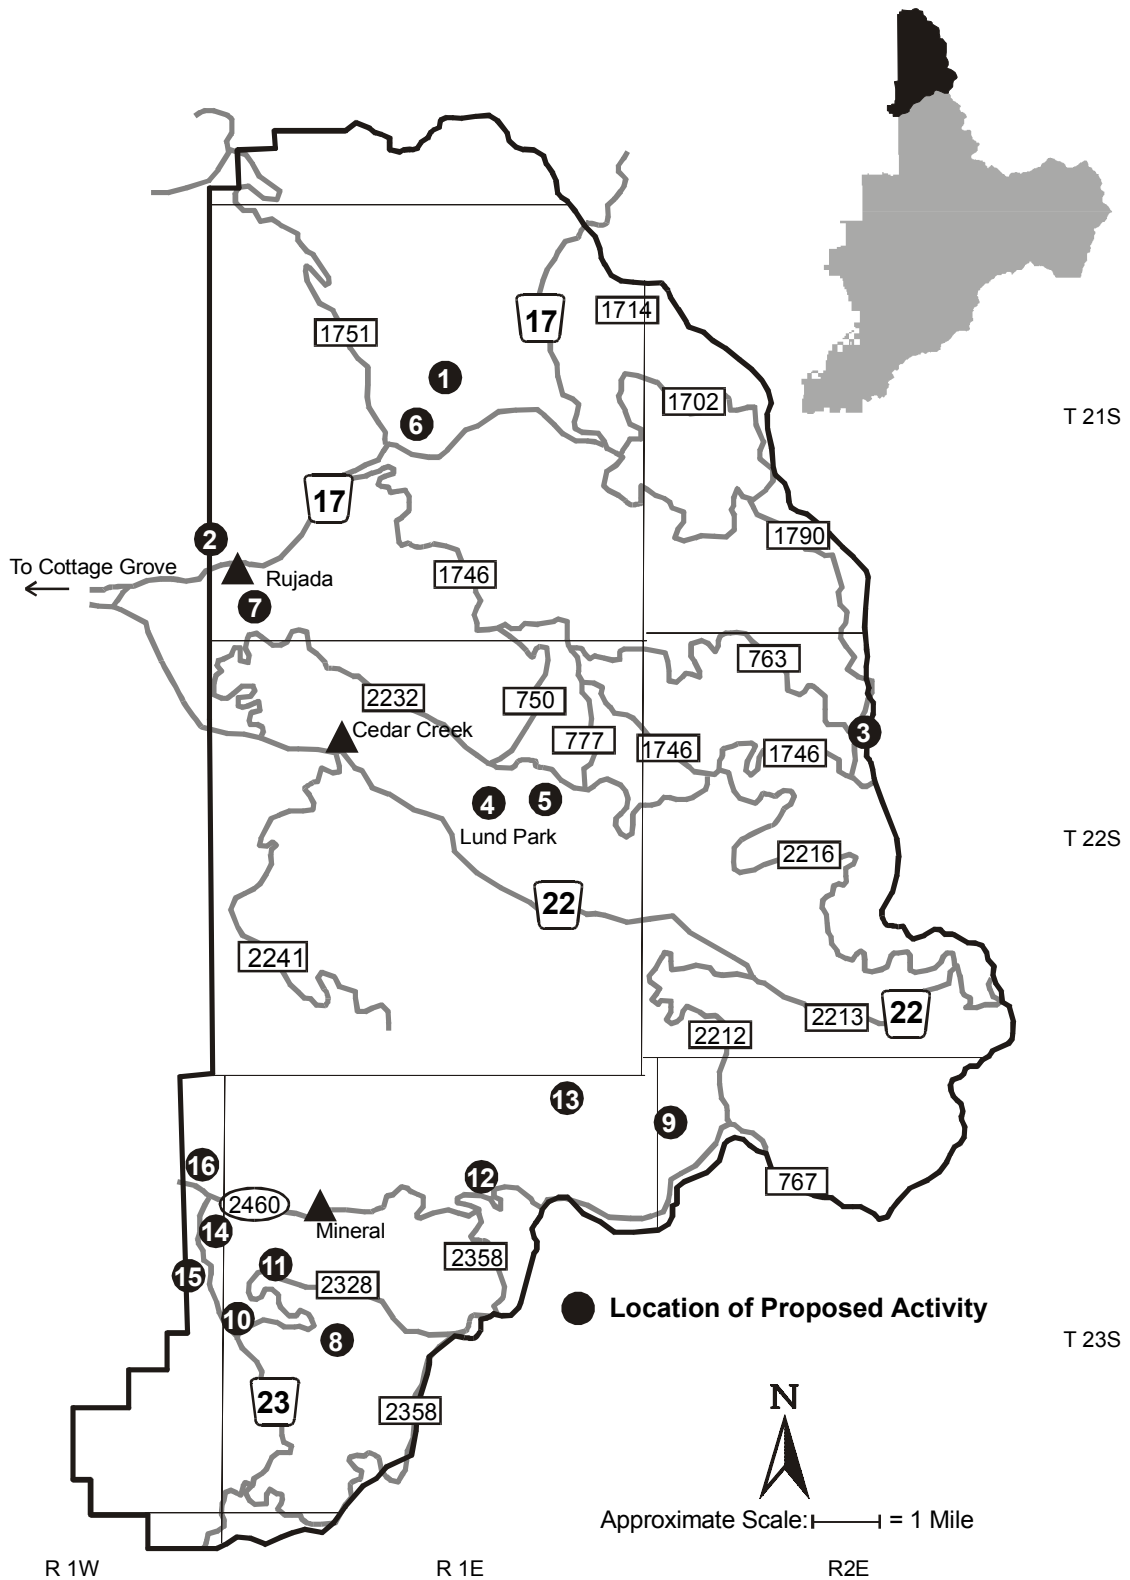 17
1714
1751
1
1702
T 21S
6
17
2
1790
To Cottage Grove
Rujada
1746
7
763
2232
750
Cedar Creek
3
777
1746
1746
4
5
Lund Park
T 22S
2216
22
2241
2213
22
2212
13
9
16
12
767
2460
Mineral
14
2358
11
15
2328
Location of Proposed Activity
10
8
T 23S
23
N
2358
Approximate Scale: = 1 Mile
R 1W
R 1E
R2E